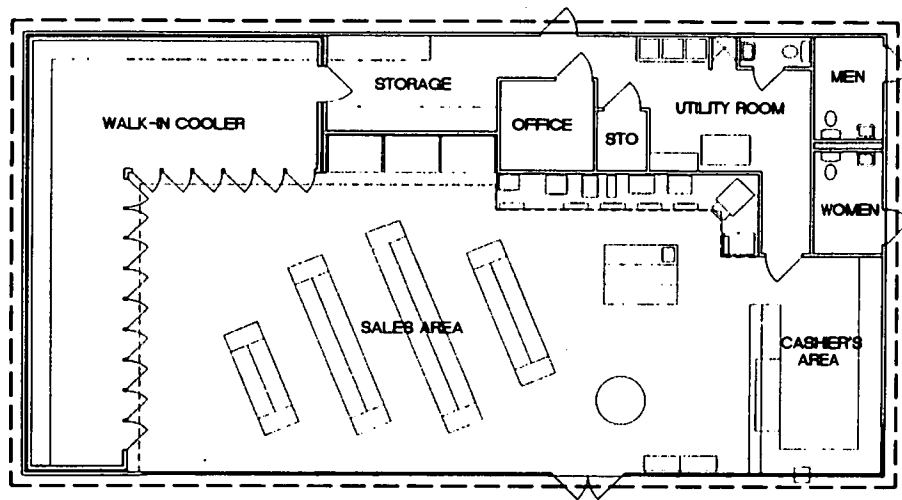 MEN
STORAGE
UTILITY ROOM
WALK-IN COOLER
OFFICE
STO
WOMEN
SALES AREA
CASHIER'S
AREA